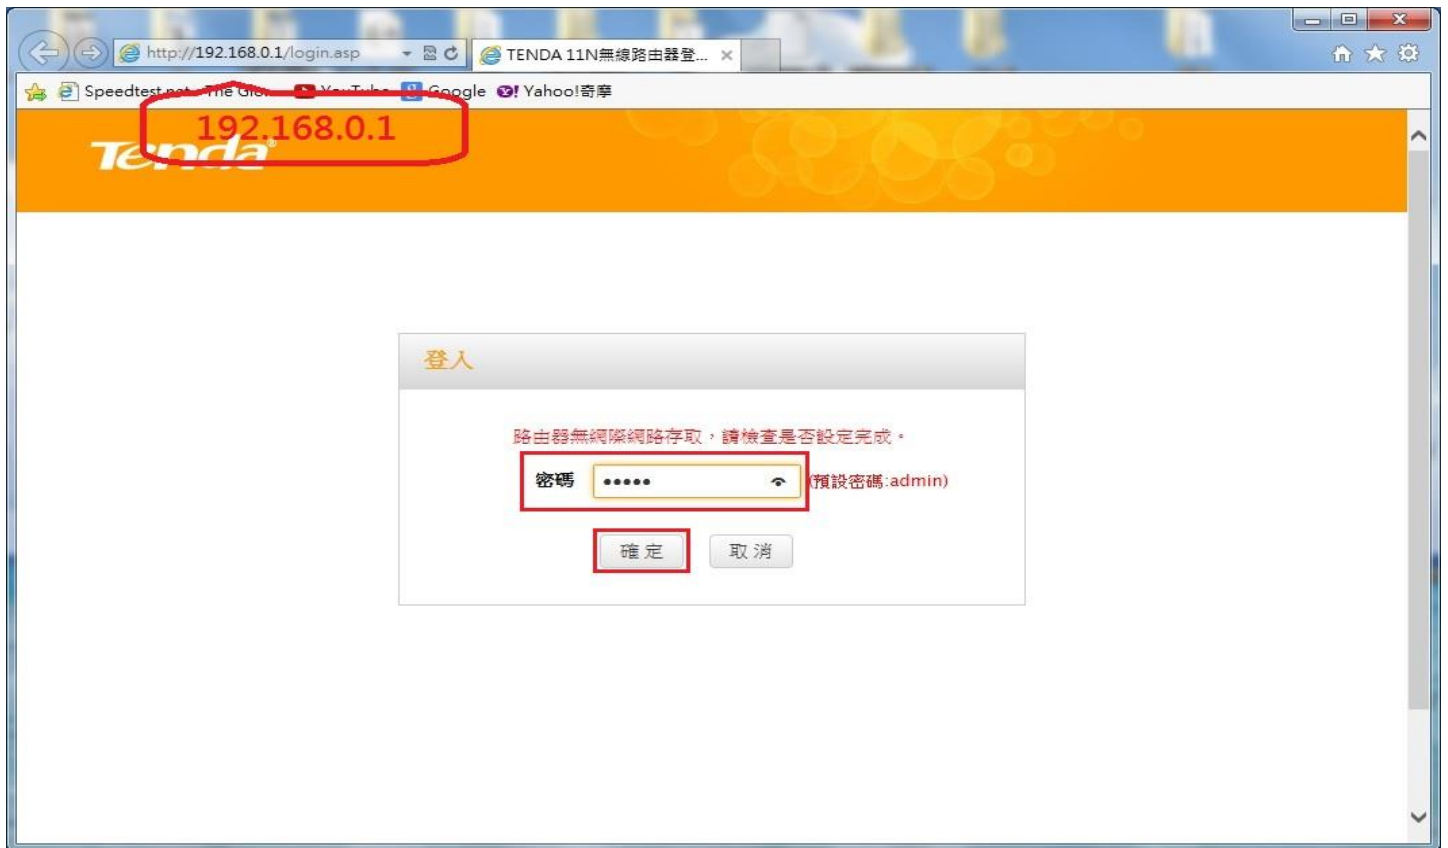 http://192.168.0.1/login.asp
TENDA 11N無線路由器登...
Speedtest.net - The Glo... YouTube Google Yahoo!奇摩
192.168.0.1
Tenda
登入
路由器無網際網路存取，請檢查是否設定完成。
密碼 ••••• (預設密碼:admin)
確定 取消